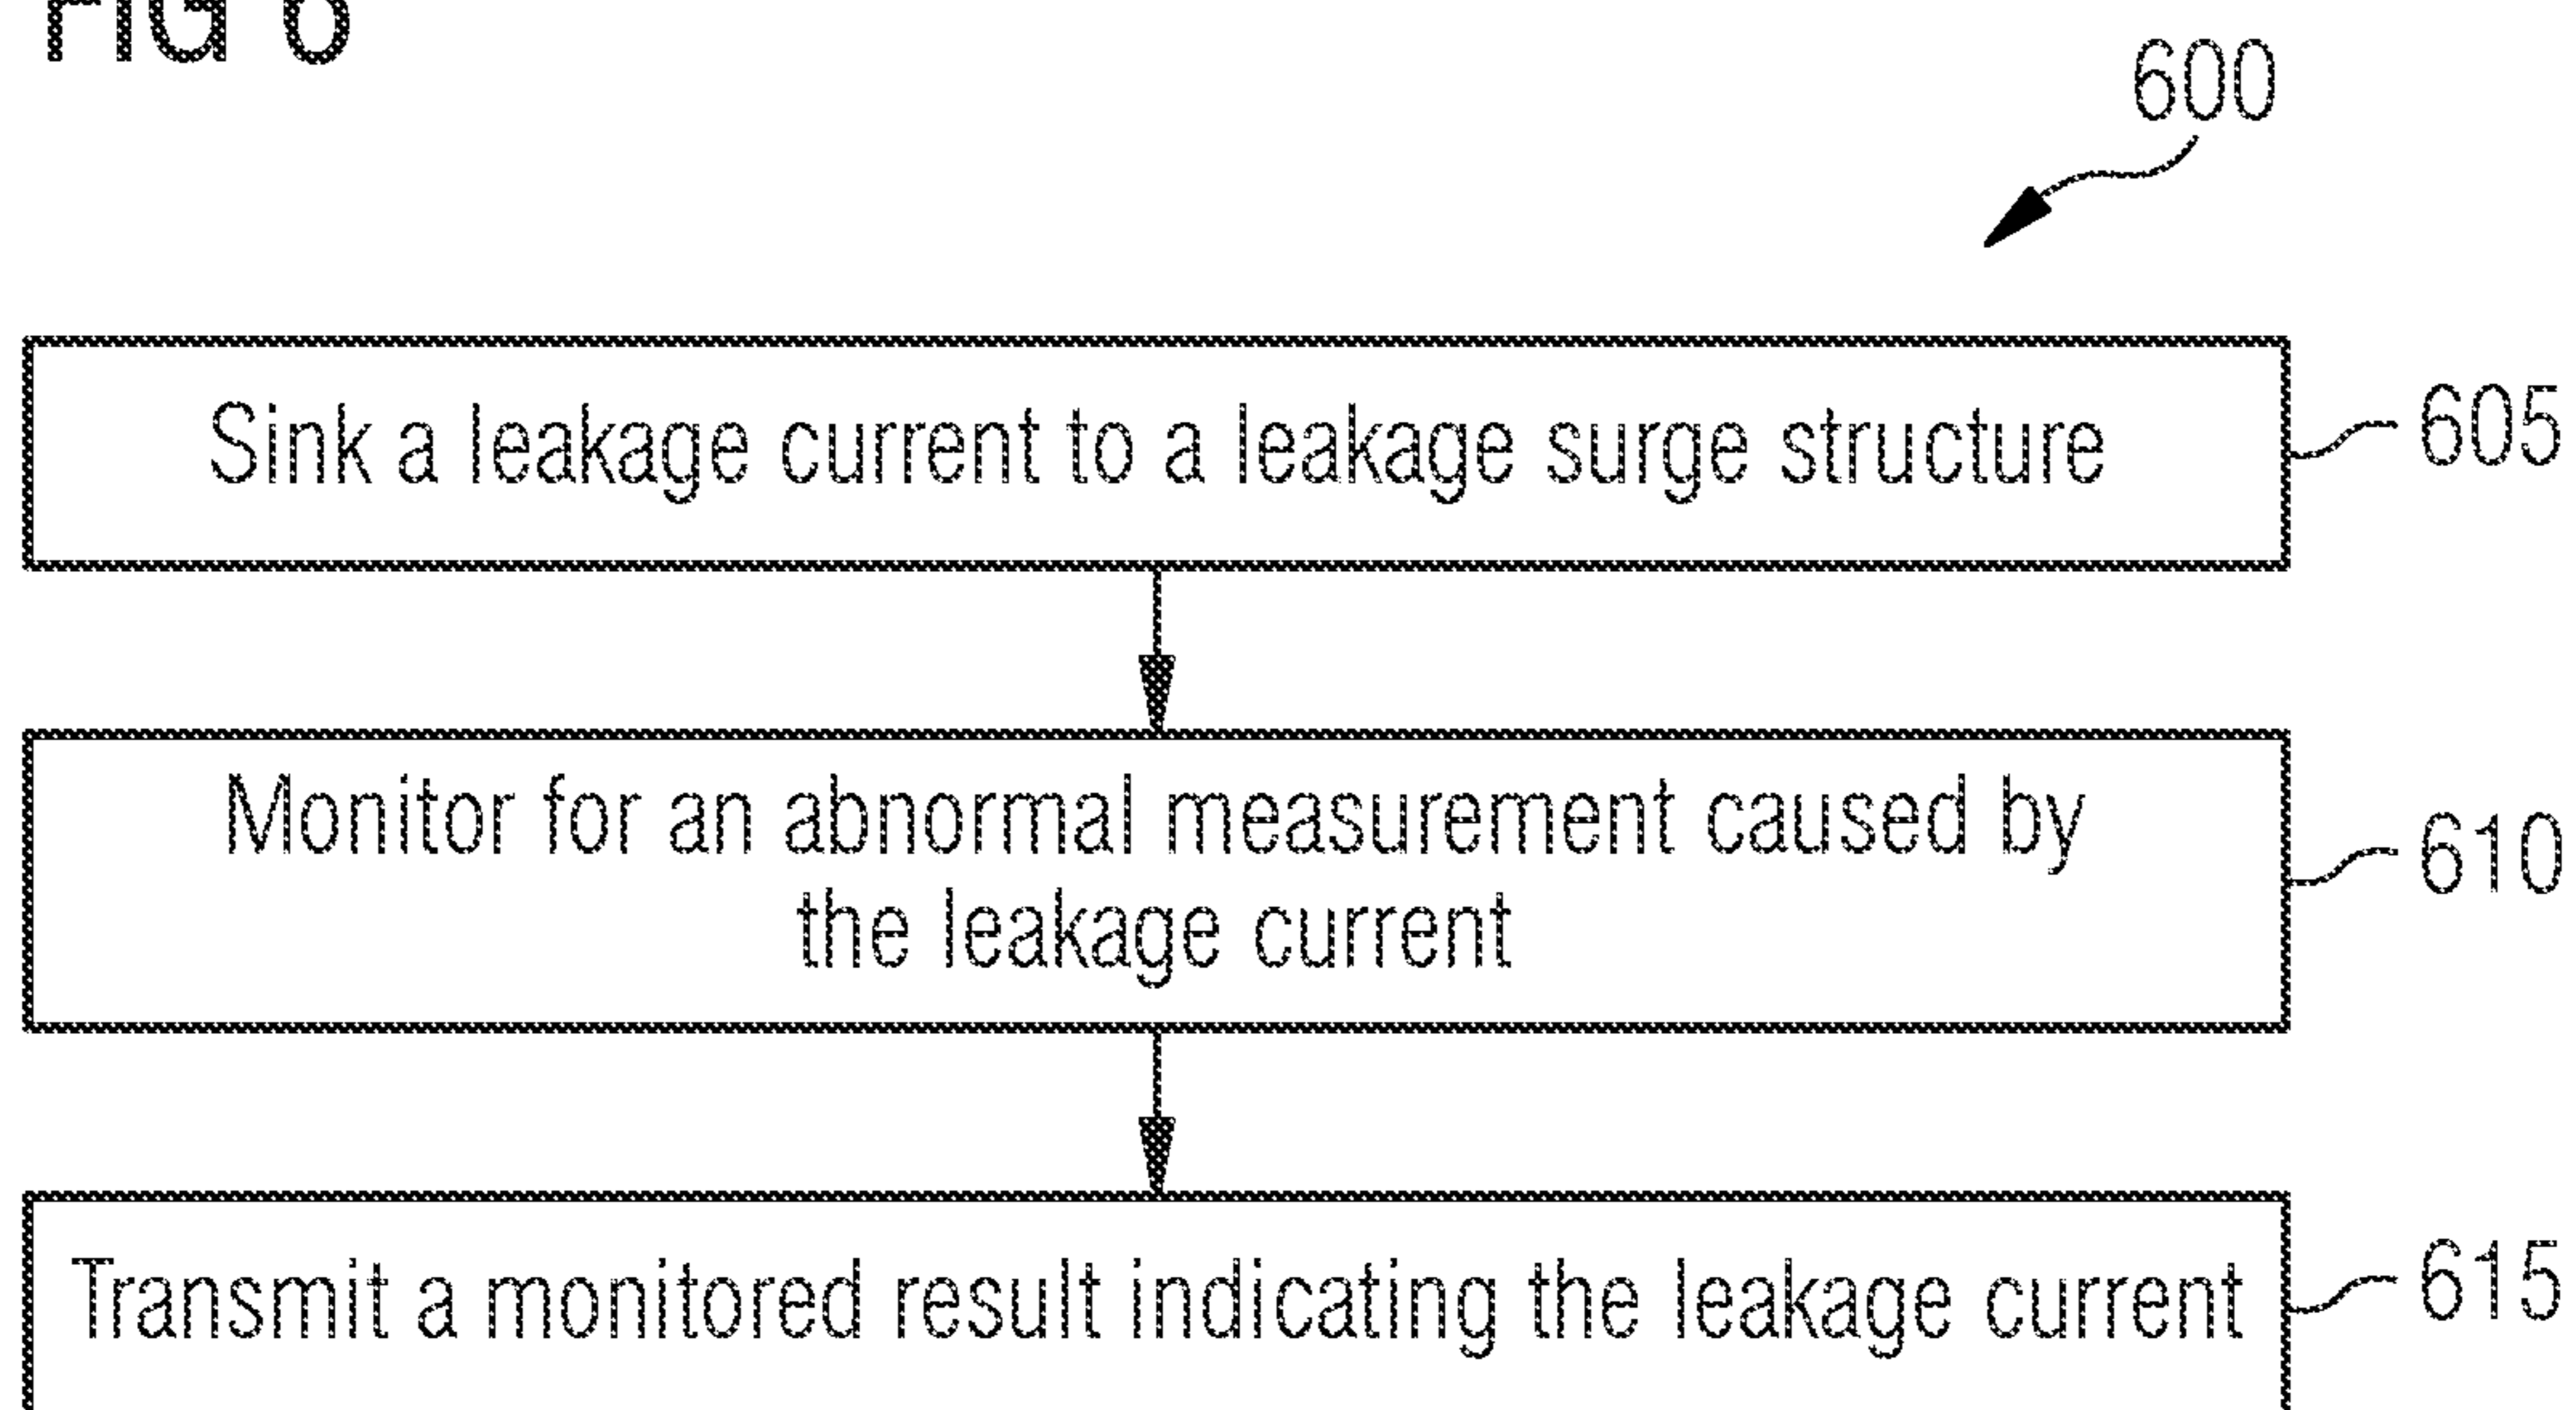 FIG 6
600
Sink a leakage current to a leakage surge structure
605
Monitor for an abnormal measurement caused by
the leakage current
610
Transmit a monitored result indicating the leakage current
615